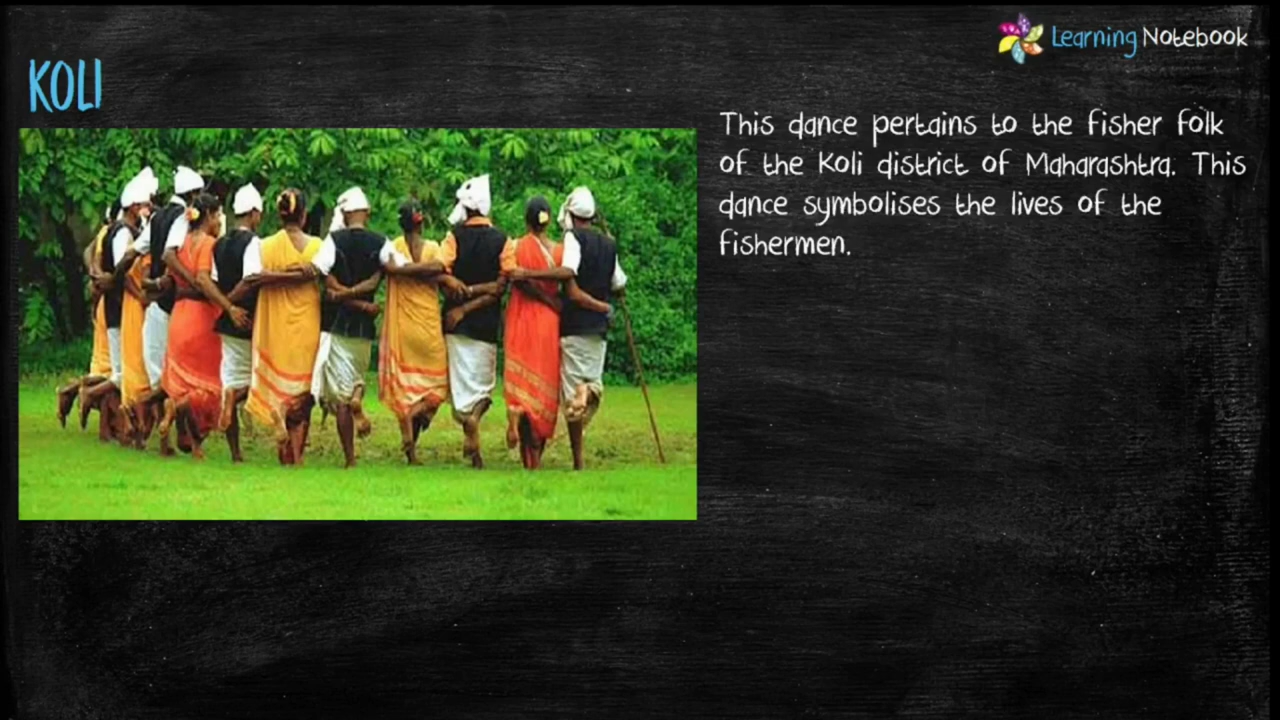 Learning Notebook
KOLI
This dance pertains to the fisher folk
of the Koli district of Maharashtra. This
dance symbolises the lives of the
fishermen.